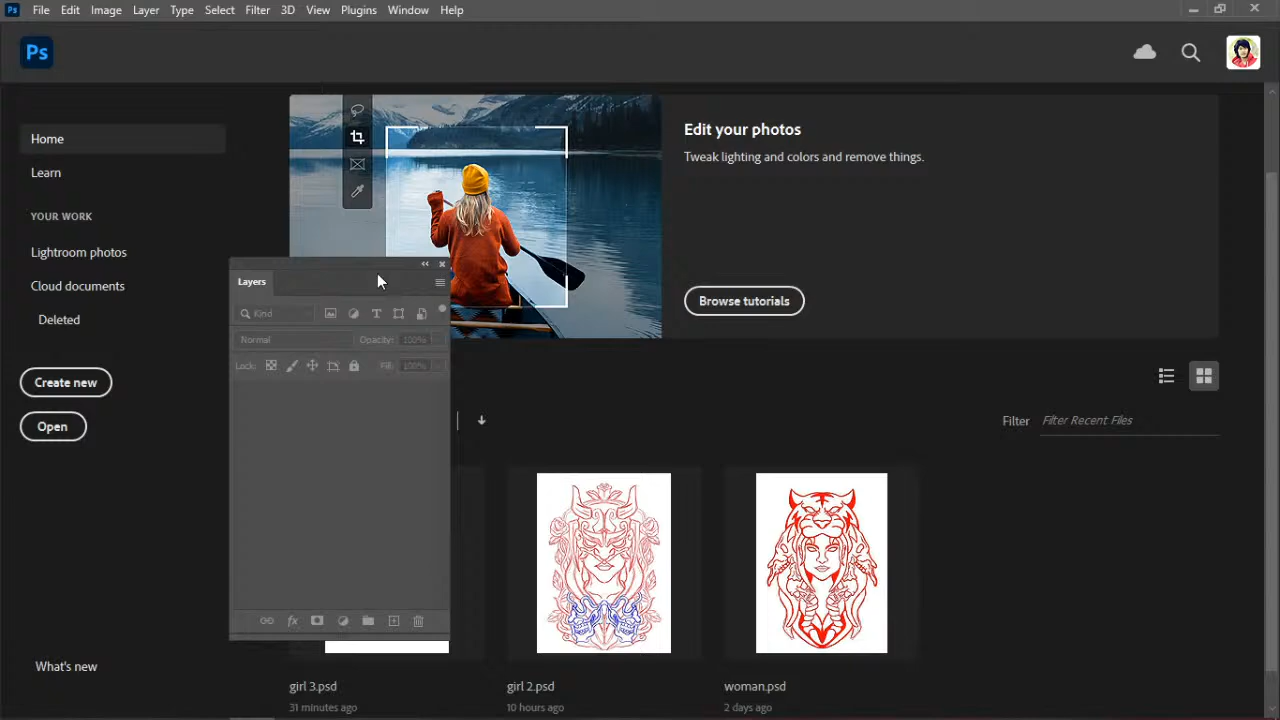 Ps File Edit Image Layer Type Select Filter 3D View Plugins Window Help
Ps
Home
Learn
YOUR WORK
Lightroom photos
Cloud documents
Deleted
Create new
Open
What's new
Edit your photos
Tweak lighting and colors and remove things.
Browse tutorials
Layers
Kind
Normal Opacity: 100%
Lock: Fill: 100%
Filter Filter Recent Files
girl 3.psd
31 minutes ago
girl 2.psd
10 hours ago
woman.psd
2 days ago